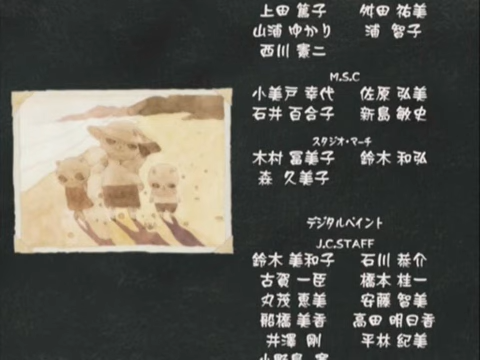 上田 篤子 舛田 祐美
山浦 ゆかり 浦 智子
西川 憲二
M.S.C
小美戸 幸代 佐原 弘美
石井 百合子 新島 敏史
スタジオ・マーチ
木村 冨美子 鈴木 和弘
森 久美子
デジタルペイント
J.C.STAFF
鈴木 美和子 石川 恭介
古賀 一臣 橋本 桂一
丸茂 恵美 安藤 智美
那橋 美香 高田 明日香
井澤 剛 平林 紀美